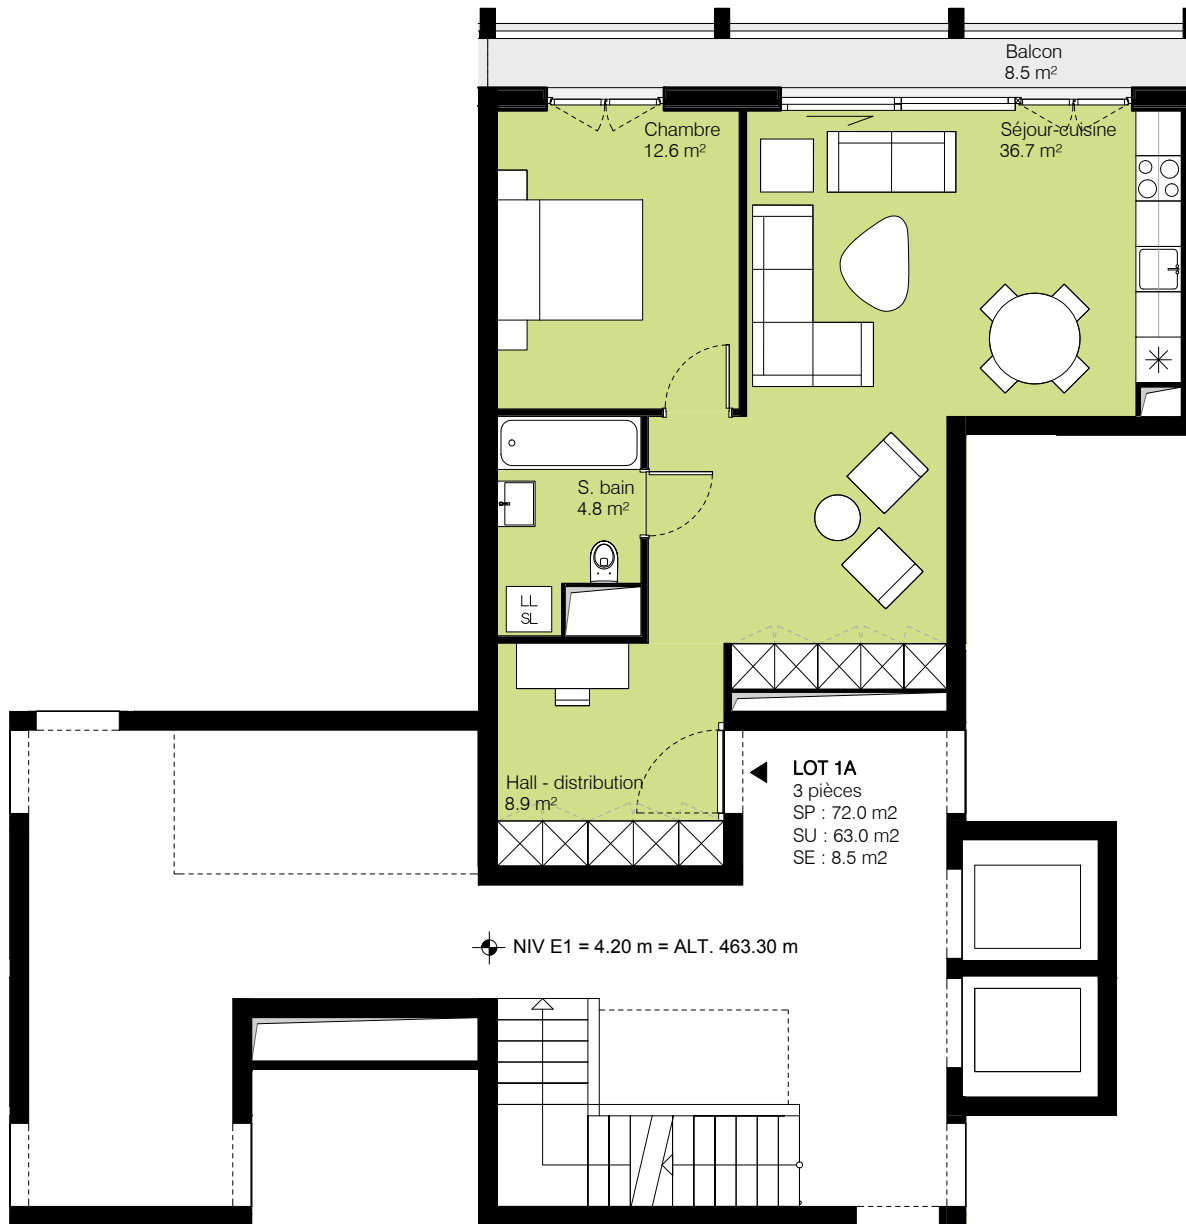 Balcon
8.5 m²
Chambre
12.6 m²
Séjour-cuisine
36.7 m²
S. bain
4.8 m²
LL
SL
Hall - distribution
8.9 m²
LOT 1A
3 pièces
SP : 72.0 m2
SU : 63.0 m2
SE : 8.5 m2
NIV E1 = 4.20 m = ALT. 463.30 m